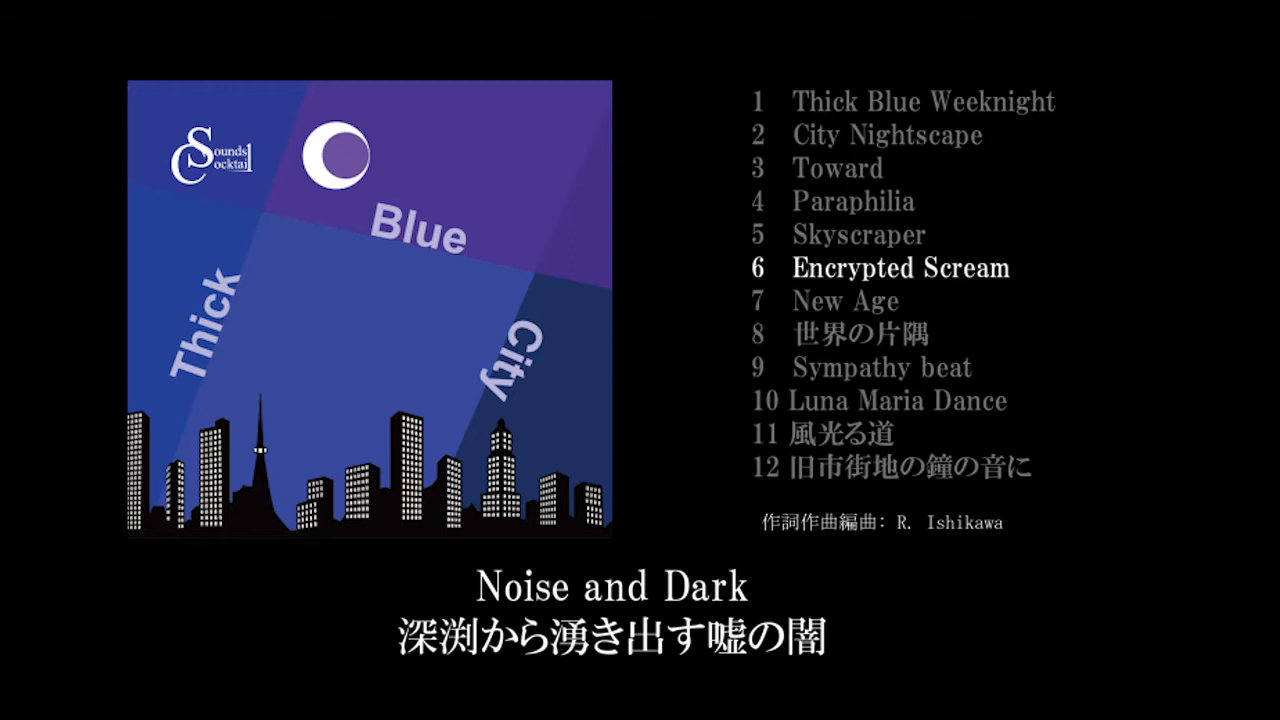 Sounds
Cocktail
Blue
Thick
City
1 Thick Blue Weeknight
2 City Nightscape
3 Toward
4 Paraphilia
5 Skyscraper
6 Encrypted Scream
7 New Age
8 世界の片隅
9 Sympathy beat
10 Luna Maria Dance
11 風光る道
12 旧市街地の鐘の音に
作詞作曲編曲: R. Ishikawa
Noise and Dark
深渕から湧き出す嘘の闇